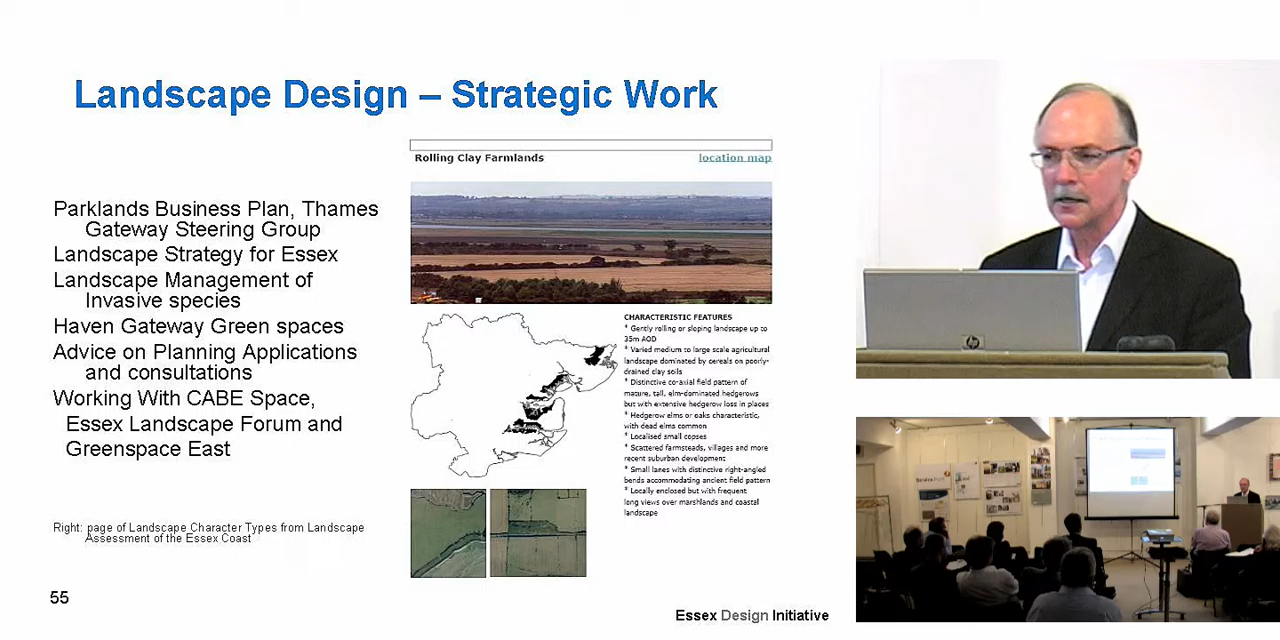 Landscape Design – Strategic Work
Parklands Business Plan, Thames
Gateway Steering Group
Landscape Strategy for Essex
Landscape Management of
Invasive species
Haven Gateway Green spaces
Advice on Planning Applications
and consultations
Working With CABE Space,
Essex Landscape Forum and
Greenspace East
Right: page of Landscape Character Types from Landscape
Assessment of the Essex Coast
55
Rolling Clay Farmlands
location map
CHARACTERISTIC FEATURES
* Gently rolling or sloping landscape up to
35m AOD
* Varied medium to large scale agricultural
landscape dominated by cereals on poorly-
drained clay soils
* Distinctive co-axial field pattern of
mature, tall, elm-dominated hedgerows
but with extensive hedgerow loss in places
* Hedgerow elms or oaks characteristic,
with dead elms common
* Localised small copses
* Scattered farmsteads, villages and more
recent suburban development
* Small lanes with distinctive right-angled
bends accommodating ancient field pattern
* Locally enclosed but with frequent
long views over marshlands and coastal
landscape
Essex Design Initiative
hp